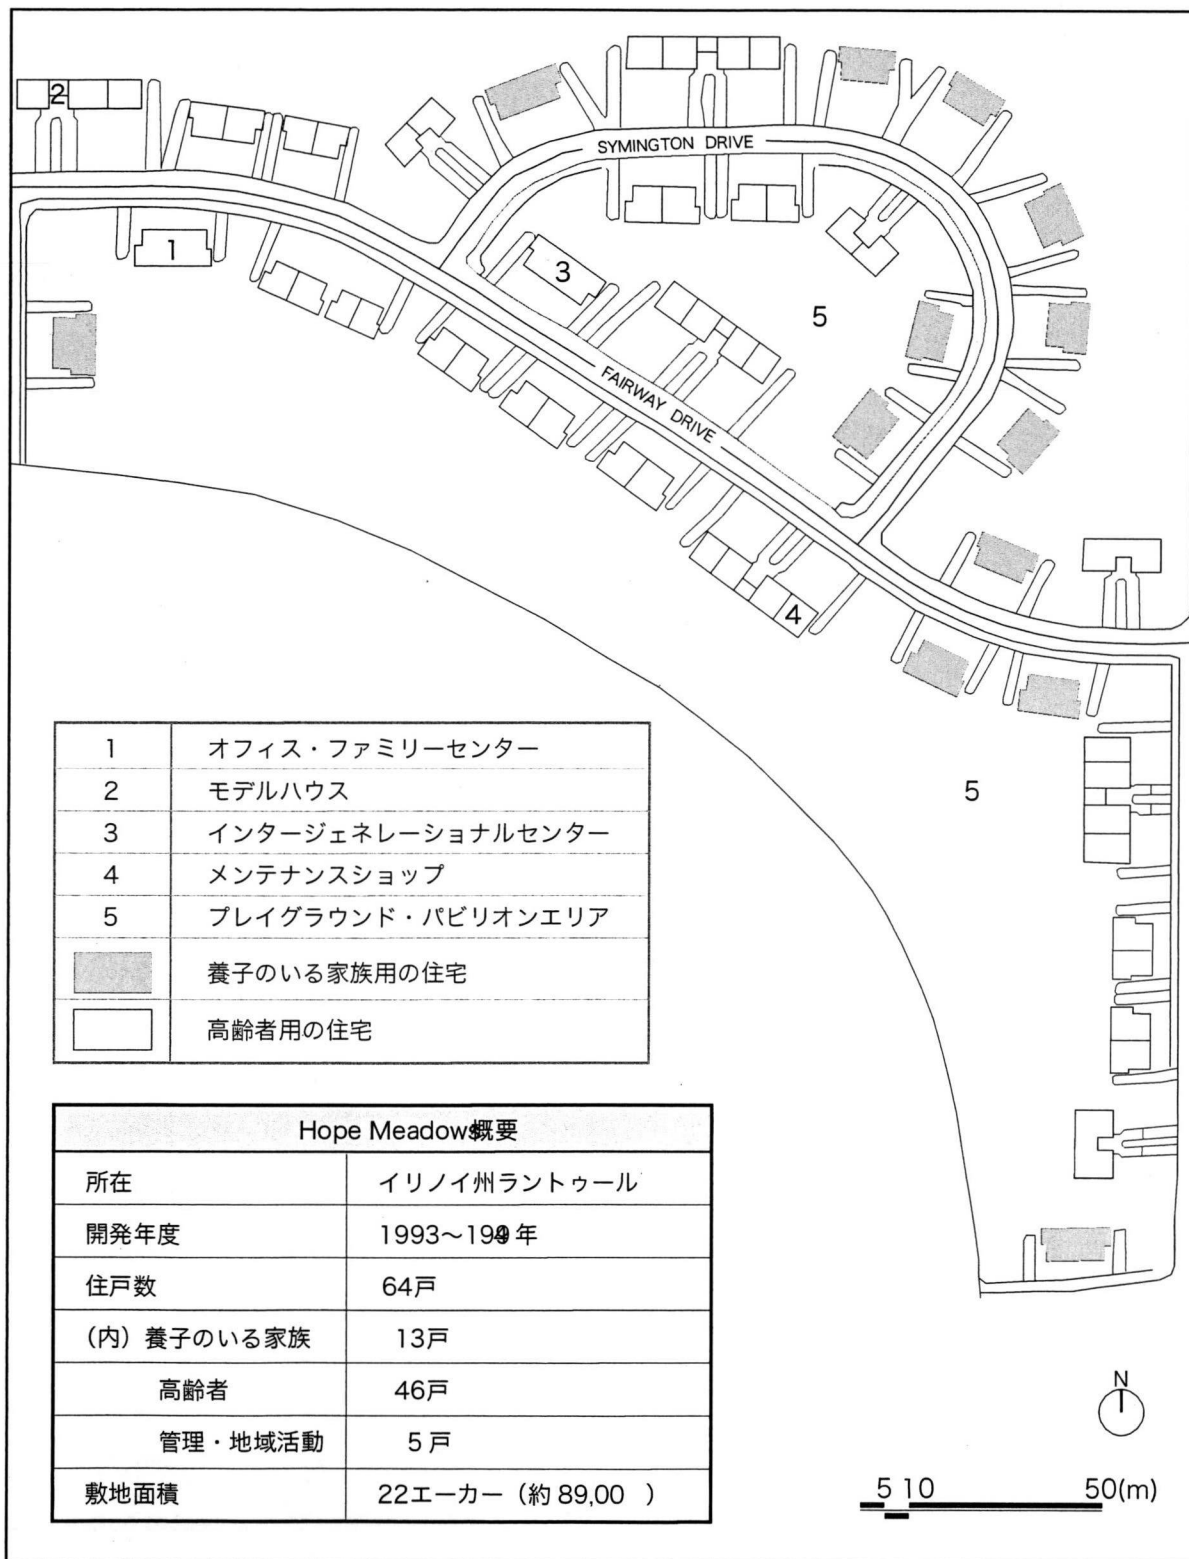 2
SYMINGTON DRIVE
1
3
5
FAIRWAY DRIVE
4
5
1 オフィス・ファミリーセンター
2 モデルハウス
3 インタージェネレーショナルセンター
4 メンテナンスショップ
5 プレイグラウンド・パビリオンエリア
養子のいる家族用の住宅
高齢者用の住宅
Hope Meadows概要
所在 イリノイ州ラントゥール
開発年度 1993〜199 年
住戸数 64戸
（内）養子のいる家族 13戸
高齢者 46戸
管理・地域活動 5戸
敷地面積 22エーカー（約 89,00 ）
N
5 10 50(m)